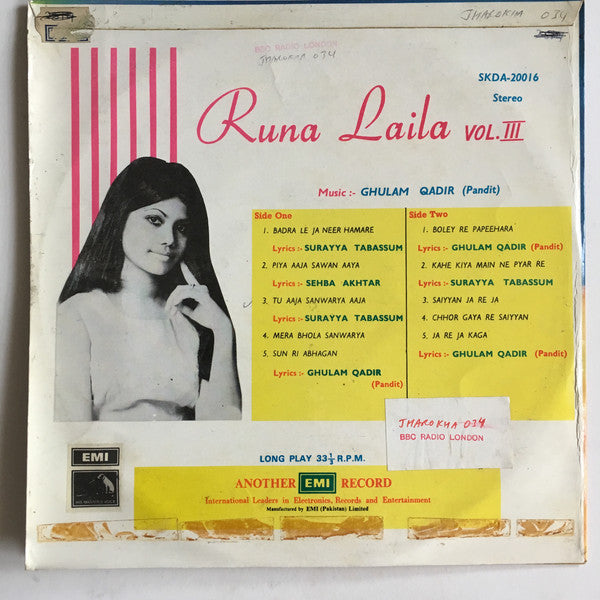 JHAROKHA 034
BBC RADIO LONDON
JHAROKHA 034
SKDA-20016
Stereo
Runa Laila VOL. III
Music :- GHULAM QADIR (Pandit)
Side One
1. BADRA LE JA NEER HAMARE
Lyrics :- SURAYYA TABASSUM
2. PIYA AAJA SAWAN AAYA
Lyrics :- SEHBA AKHTAR
3. TU AAJA SANWARYA AAJA
Lyrics :- SURAYYA TABASSUM
4. MERA BHOLA SANWARYA
5. SUN RI ABHAGAN
Lyrics :- GHULAM QADIR
(Pandit)
Side Two
1. BOLEY RE PAPEEHARA
Lyrics :- GHULAM QADIR (Pandit)
2. KAHE KIYA MAIN NE PYAR RE
Lyrics :- SURAYYA TABASSUM
3. SAIYYAN JA RE JA
4. CHHOR GAYA RE SAIYYAN
5. JA RE JA KAGA
Lyrics :- GHULAM QADIR (Pandit)
JHAROKHA 034
BBC RADIO LONDON
EMI
HIS MASTER'S VOICE
LONG PLAY 33⅓ R.P.M.
ANOTHER EMI RECORD
International Leaders in Electronics, Records and Entertainment
Manufactured by EMI (Pakistan) Limited